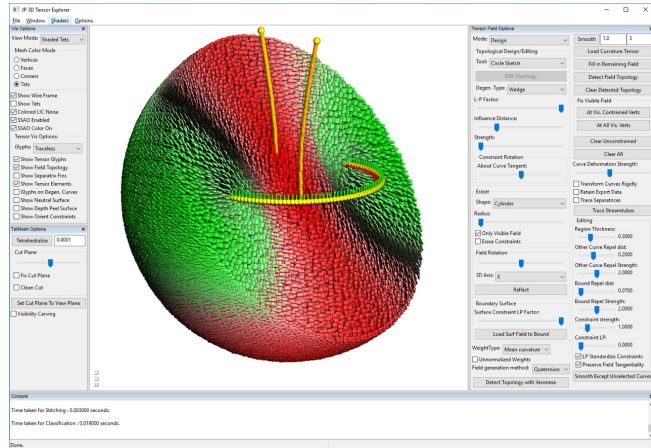 JP 3D Tensor Explorer
File Window Shaders Options
Vis Options
View Mode: Shaded Tets
Mesh Color Mode
Vertices
Faces
Corners
Tets
Show Wire Frame
Show Tets
Colored LIC Noise
SSAO Enabled
SSAO Color On
Tensor Vis Options:
Glyphs: Traceless
Show Tensor Glyphs
Show Field Topology
Show Separatrix Fins
Show Tensor Elements
Glyphs on Degen. Curves
Show Neutral Surface
Show Depth Peel Surface
Show Orient Constraints
TetMesh Options
Tetrahedralize 0.0001
Cut Plane
Fix Cut Plane
Clean Cut
Set Cut Plane To View Plane
Visibility Carving
Tensor Field Options
Mode: Design
Topological Design/Editing
Tool: Circle Sketch
Edit Topology
Degen. Type: Wedge
L-P Factor:
Influence Distance:
Strength:
Constraint Rotation
About Curve Tangent:
Eraser
Shape: Cylinder
Radius:
Only Visible Field
Erase Constraints
Field Rotation
3D Axis: X
Reflect
Boundary Surface
Surface Constraint LP Factor:
Load Surf Field to Bound
WeightType: Mean curvature
Unnormalized Weights
Field generation method: Quaternion
Detect Topology with Veronese
Smooth 1.0 3
Load Curvature Tensor
Fill in Remaining Field
Detect Field Topology
Clear Detected Topology
Fix Visible Field
At Vis. Contrained Verts
At All Vis. Verts
Clear Unconstrained
Clear All
Curve Deformation Strength:
Transform Curves Rigidly
Retain Export Data
Trace Separatrices
Trace Streamtubes
Editing
Region Thickness:
0.3000
Other Curve Repel dist:
0.2000
Other Curve Repel Strength:
2.0000
Bound Repel dist:
0.0700
Bound Repel Strength:
2.0000
Constraint strength:
1.0000
Constraint LP:
0.0000
LP Standardize Constraints
Preserve Field Tangentiality
Smooth Except Unselected Curves
Console
Time taken for Stitching : 0.003000 seconds.
Time taken for Classification : 0.019000 seconds.
Done.